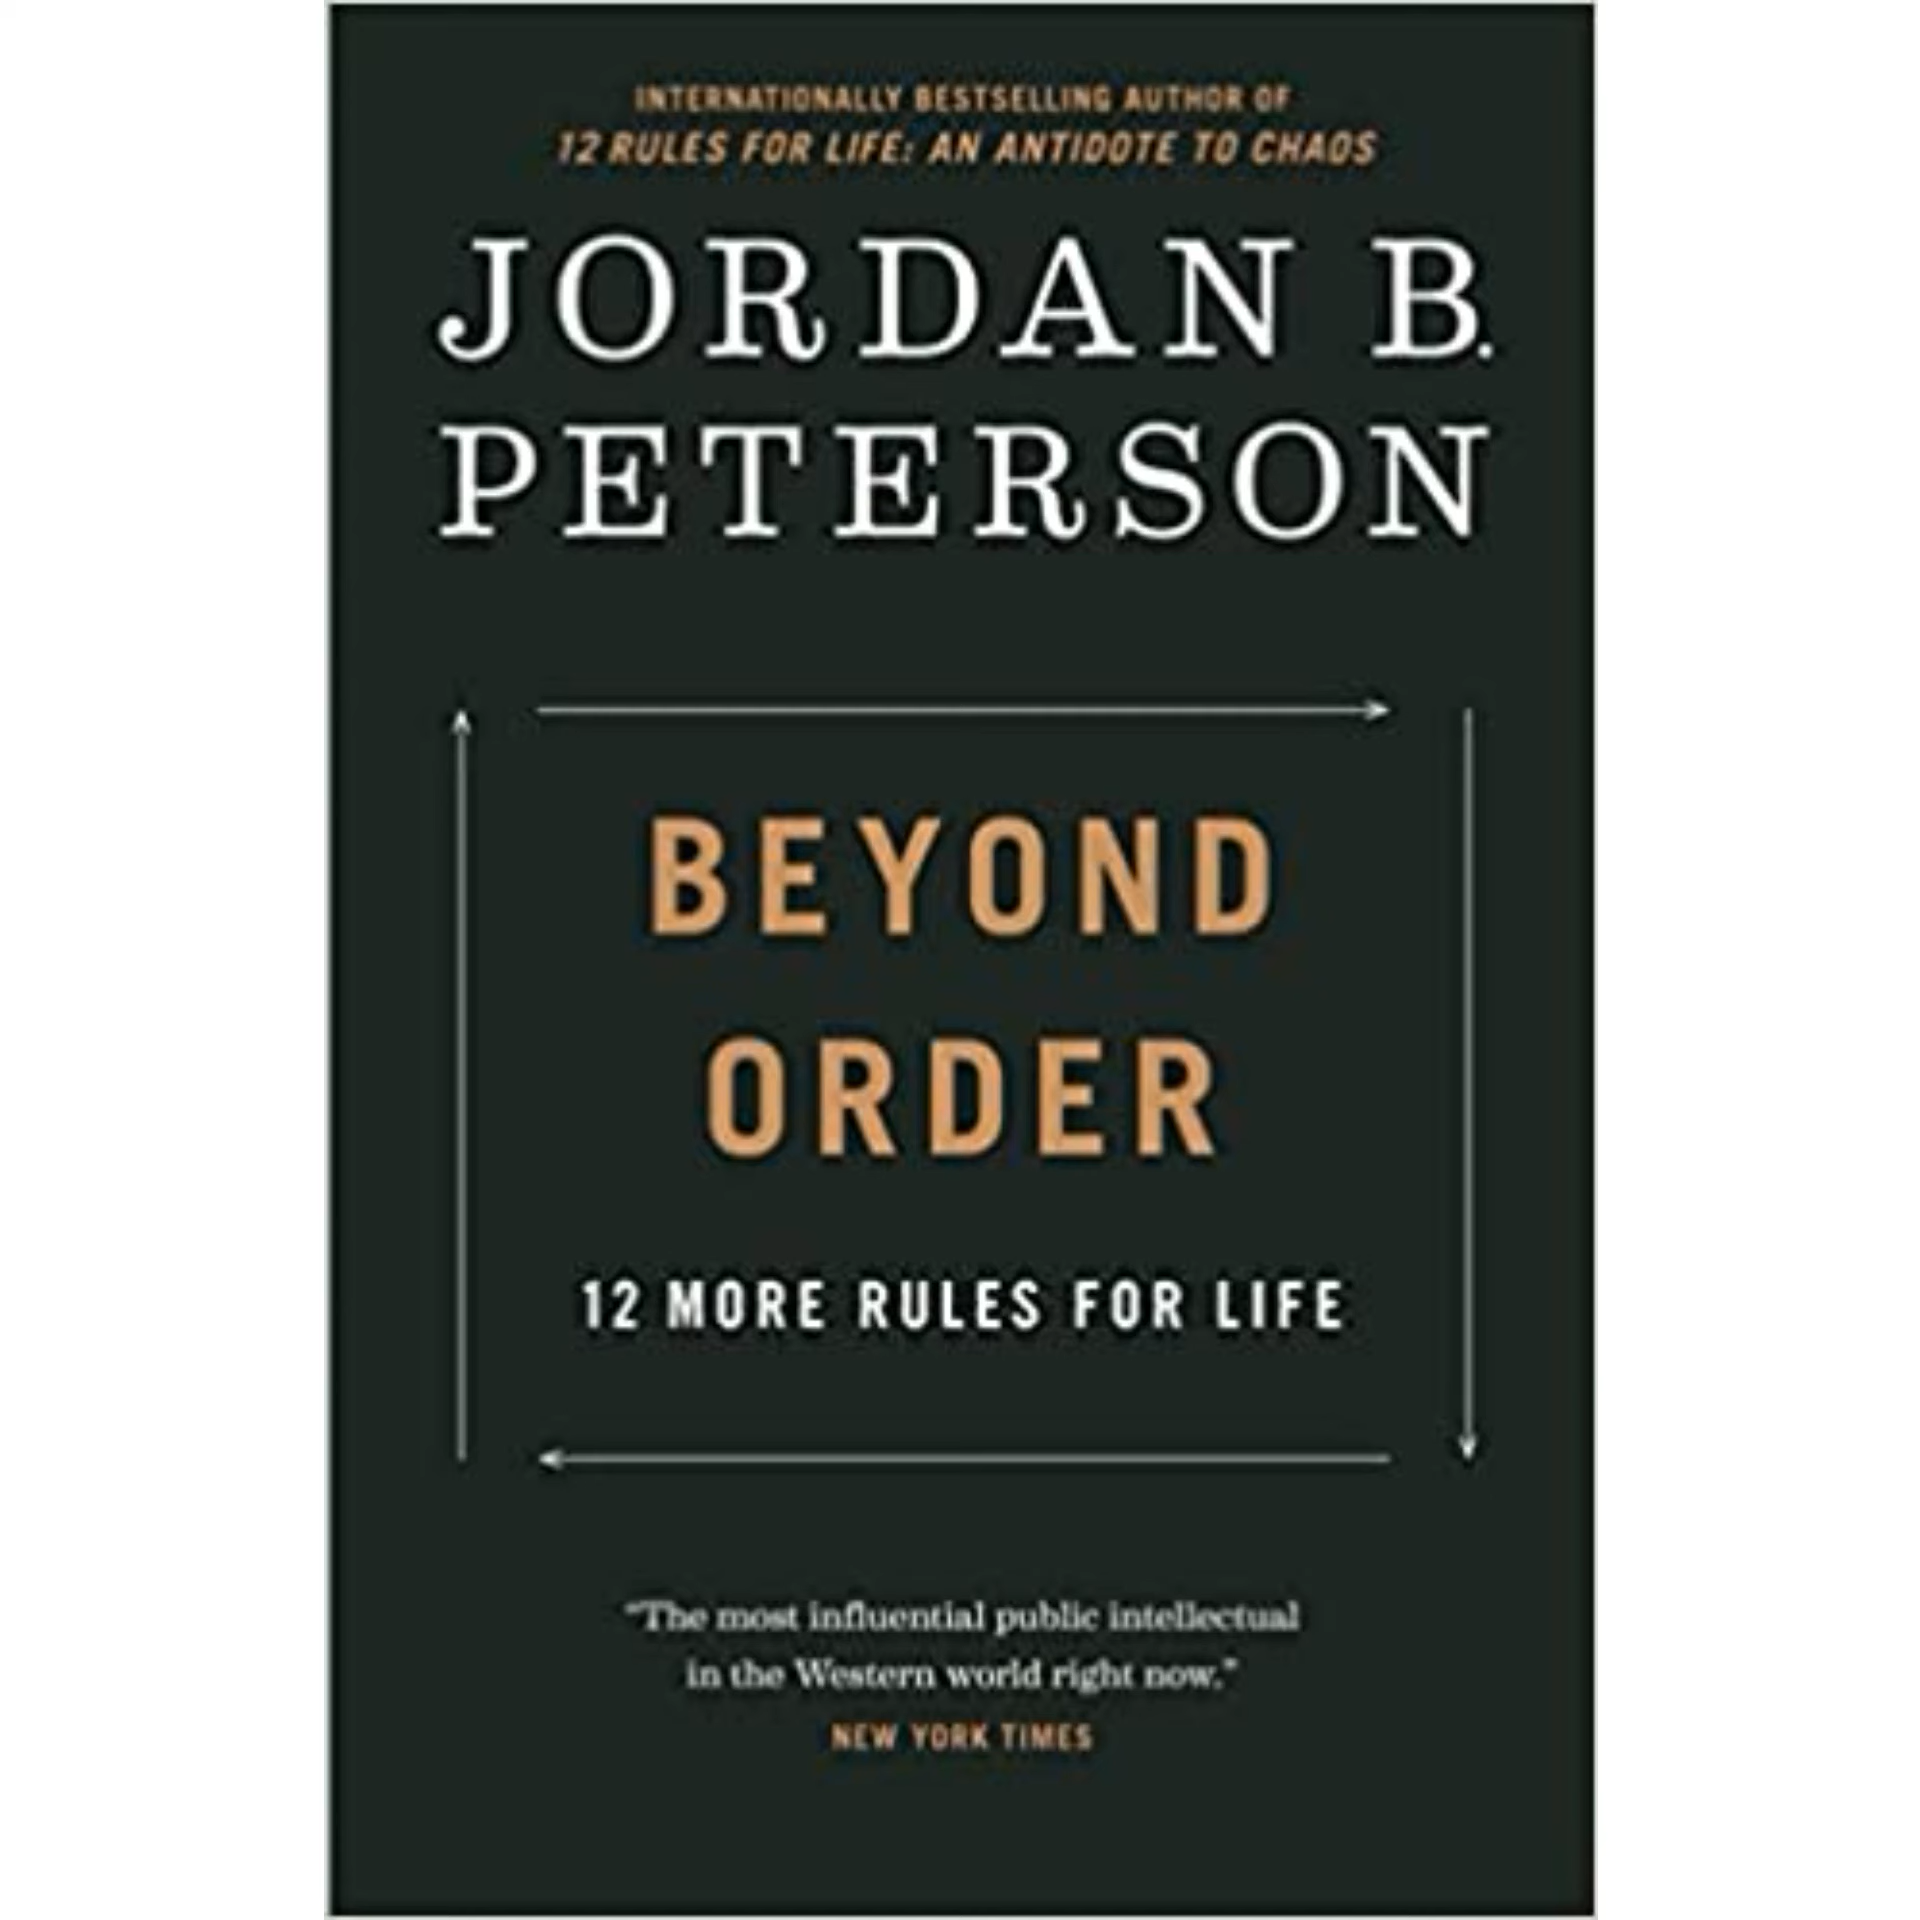 INTERNATIONALLY BESTSELLING AUTHOR OF
12 RULES FOR LIFE: AN ANTIDOTE TO CHAOS
JORDAN B.
PETERSON
BEYOND
ORDER
12 MORE RULES FOR LIFE
“The most influential public intellectual
in the Western world right now.”
NEW YORK TIMES